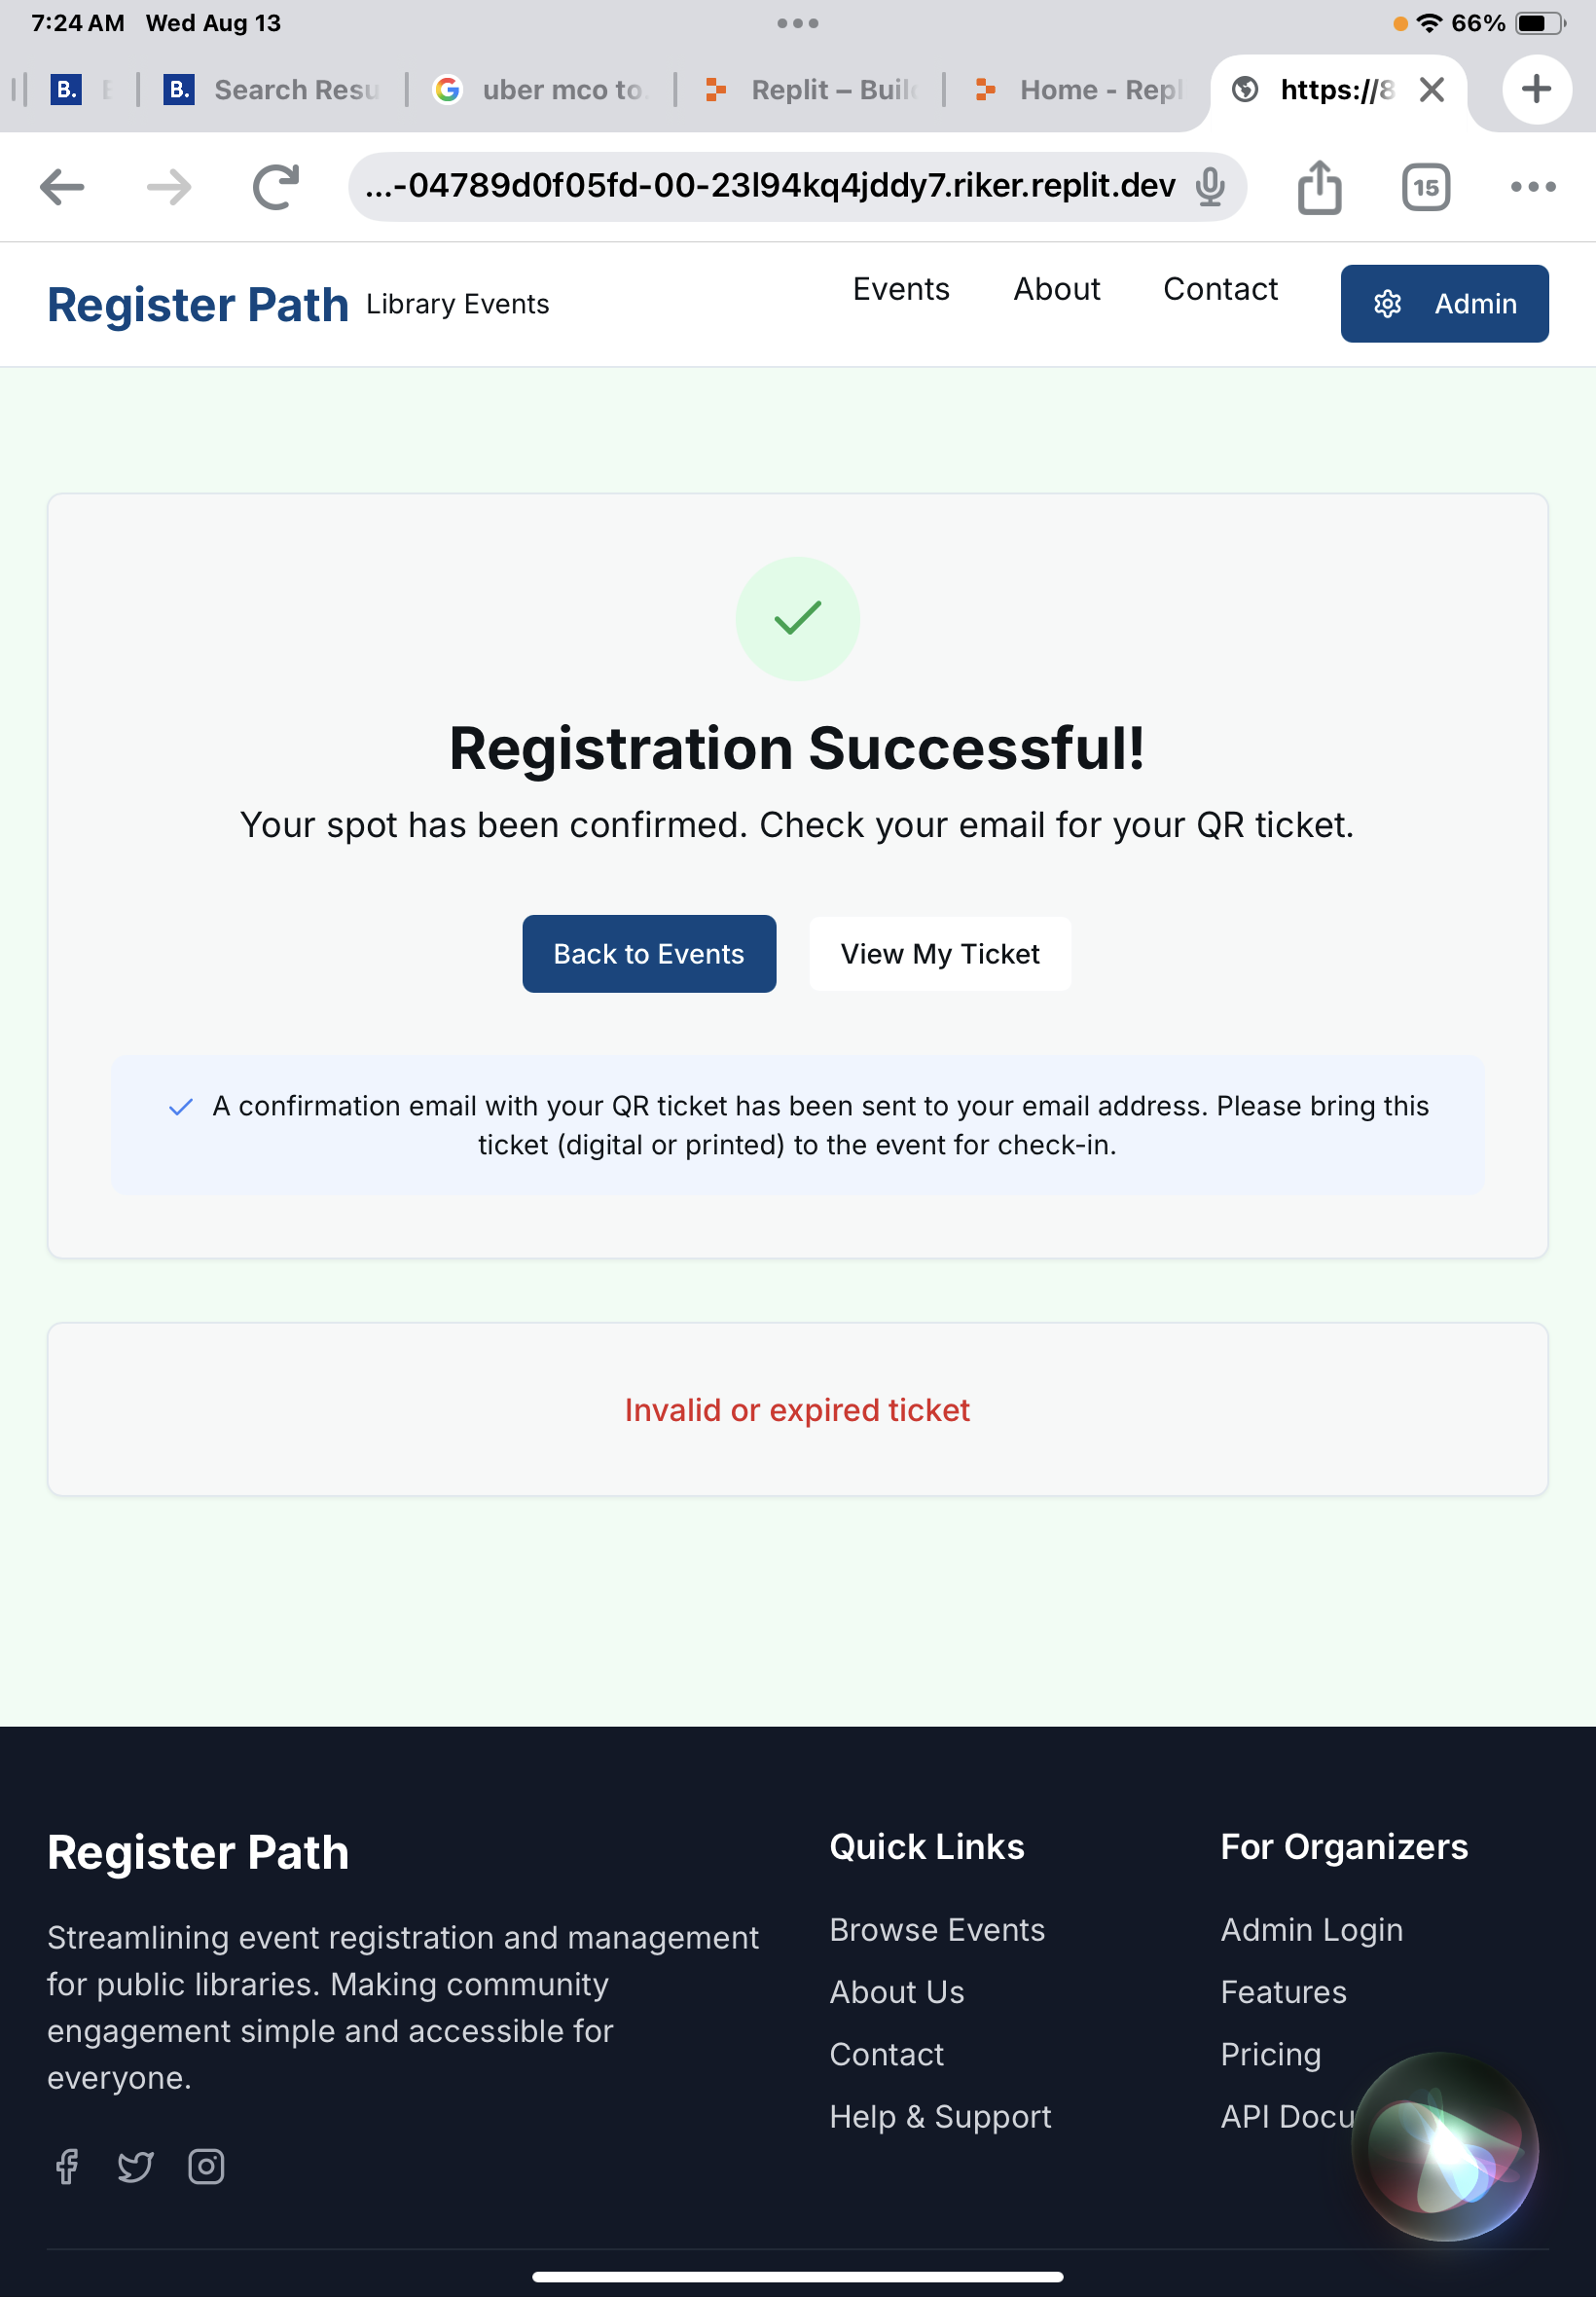 7:24 AM Wed Aug 13
66%
B.
B. Search Resu
uber mco to
Replit – Buil
Home - Repl
https://8
...-04789d0f05fd-00-23l94kq4jddy7.riker.replit.dev
15
Register Path Library Events
Events About Contact Admin
Registration Successful!
Your spot has been confirmed. Check your email for your QR ticket.
Back to Events View My Ticket
A confirmation email with your QR ticket has been sent to your email address. Please bring this
ticket (digital or printed) to the event for check-in.
Invalid or expired ticket
Register Path
Streamlining event registration and management
for public libraries. Making community
engagement simple and accessible for
everyone.
Quick Links
Browse Events
About Us
Contact
Help & Support
For Organizers
Admin Login
Features
Pricing
API Docu